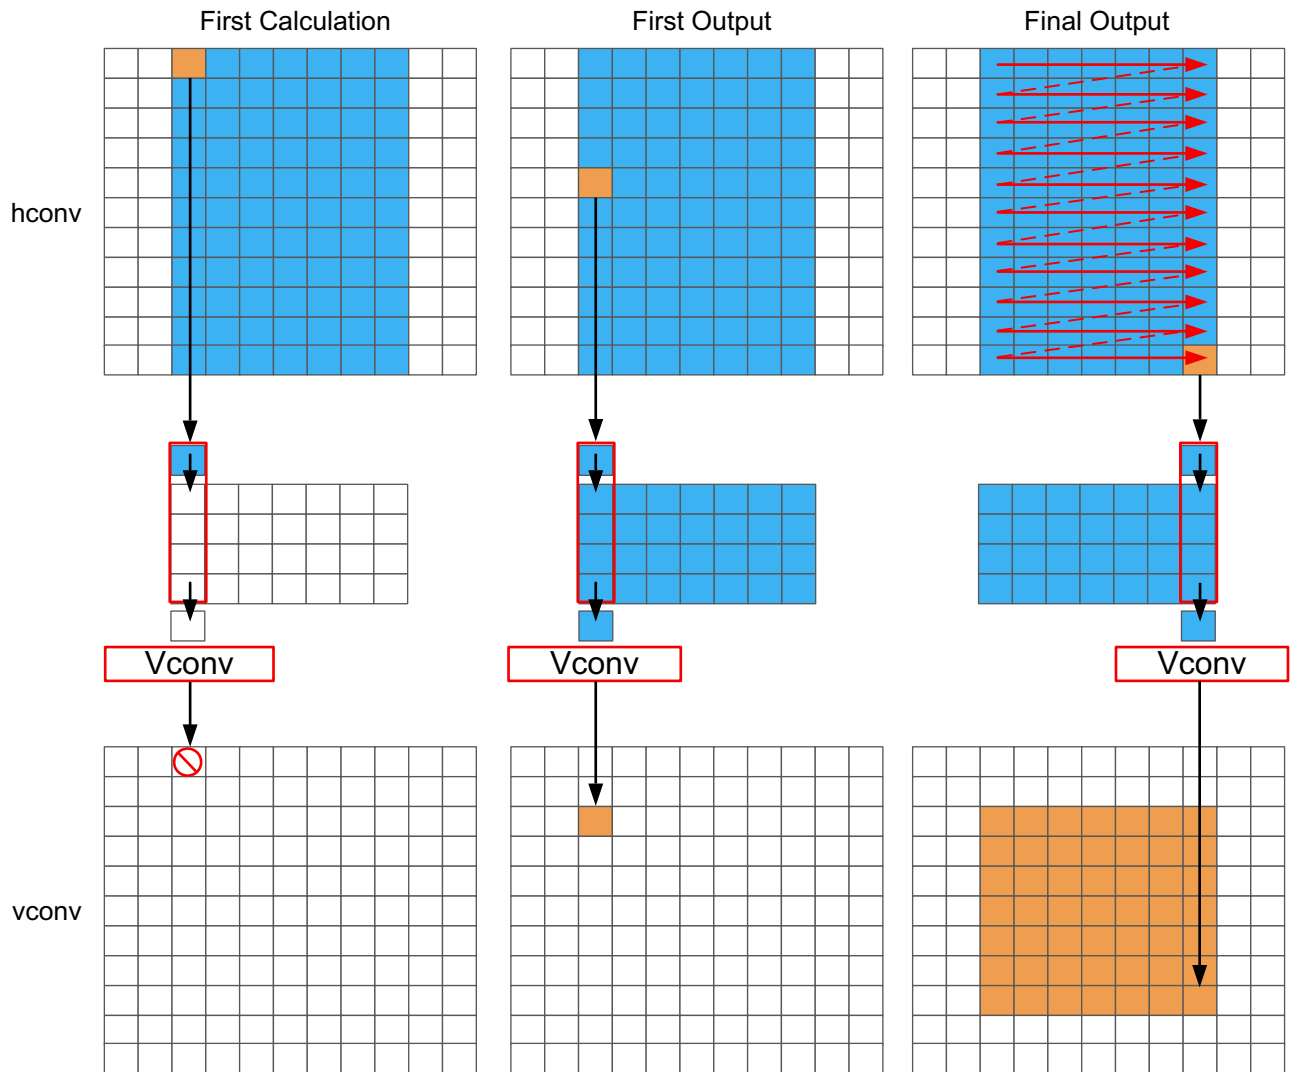 First Calculation
First Output
Final Output
hconv
Vconv
Vconv
Vconv
vconv